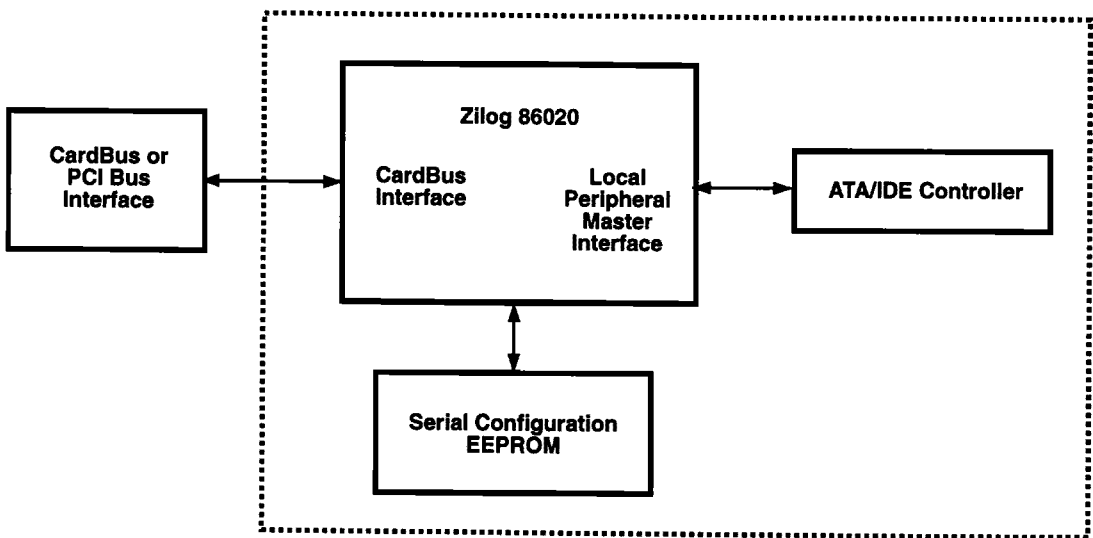 Zilog 86020
CardBus or
PCI Bus
Interface
CardBus
Interface
Local
Peripheral
Master
Interface
ATA/IDE Controller
Serial Configuration
EEPROM